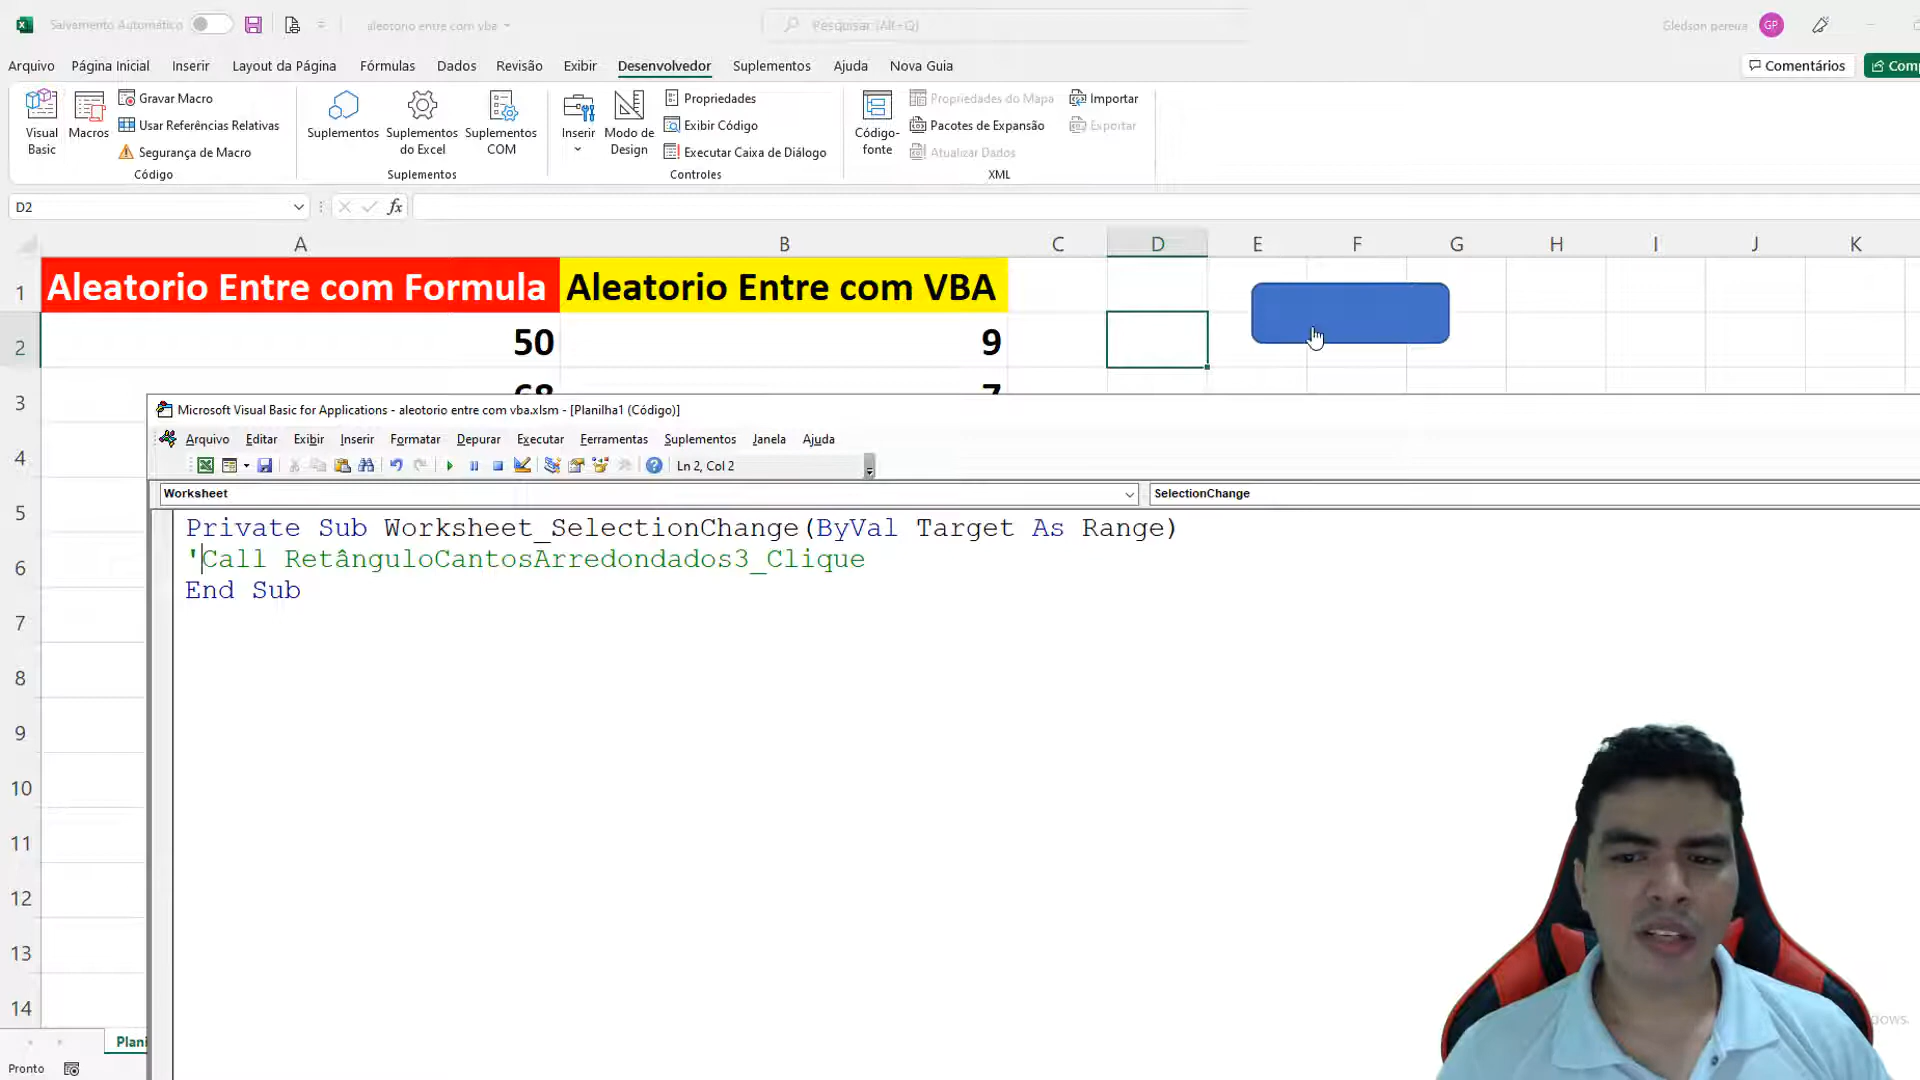 Salvamento Automático
aleotorio entre com vba
Pesquisar (Alt+Q)
Gledson pereira
GP
Arquivo Página Inicial Inserir Layout da Página Fórmulas Dados Revisão Exibir Desenvolvedor Suplementos Ajuda Nova Guia
Comentários
Comp
Visual Basic
Macros
Gravar Macro
Usar Referências Relativas
Segurança de Macro
Código
Suplementos
Suplementos do Excel
Suplementos COM
Suplementos
Inserir
Modo de Design
Propriedades
Exibir Código
Executar Caixa de Diálogo
Controles
Código-fonte
Propriedades do Mapa
Pacotes de Expansão
Atualizar Dados
Importar
Exportar
XML
D2
fx
A B C D E F G H I J K
1 Aleatorio Entre com Formula Aleatorio Entre com VBA
2 50 9
3 68 7
Microsoft Visual Basic for Applications - aleotorio entre com vba.xlsm - [Planilha1 (Código)]
Arquivo Editar Exibir Inserir Formatar Depurar Executar Ferramentas Suplementos Janela Ajuda
Ln 2, Col 2
Worksheet
SelectionChange
Private Sub Worksheet_SelectionChange(ByVal Target As Range)
'Call RetânguloCantosArredondados3_Clique
End Sub
4
5
6
7
8
9
10
11
12
13
14
Plani
Pronto